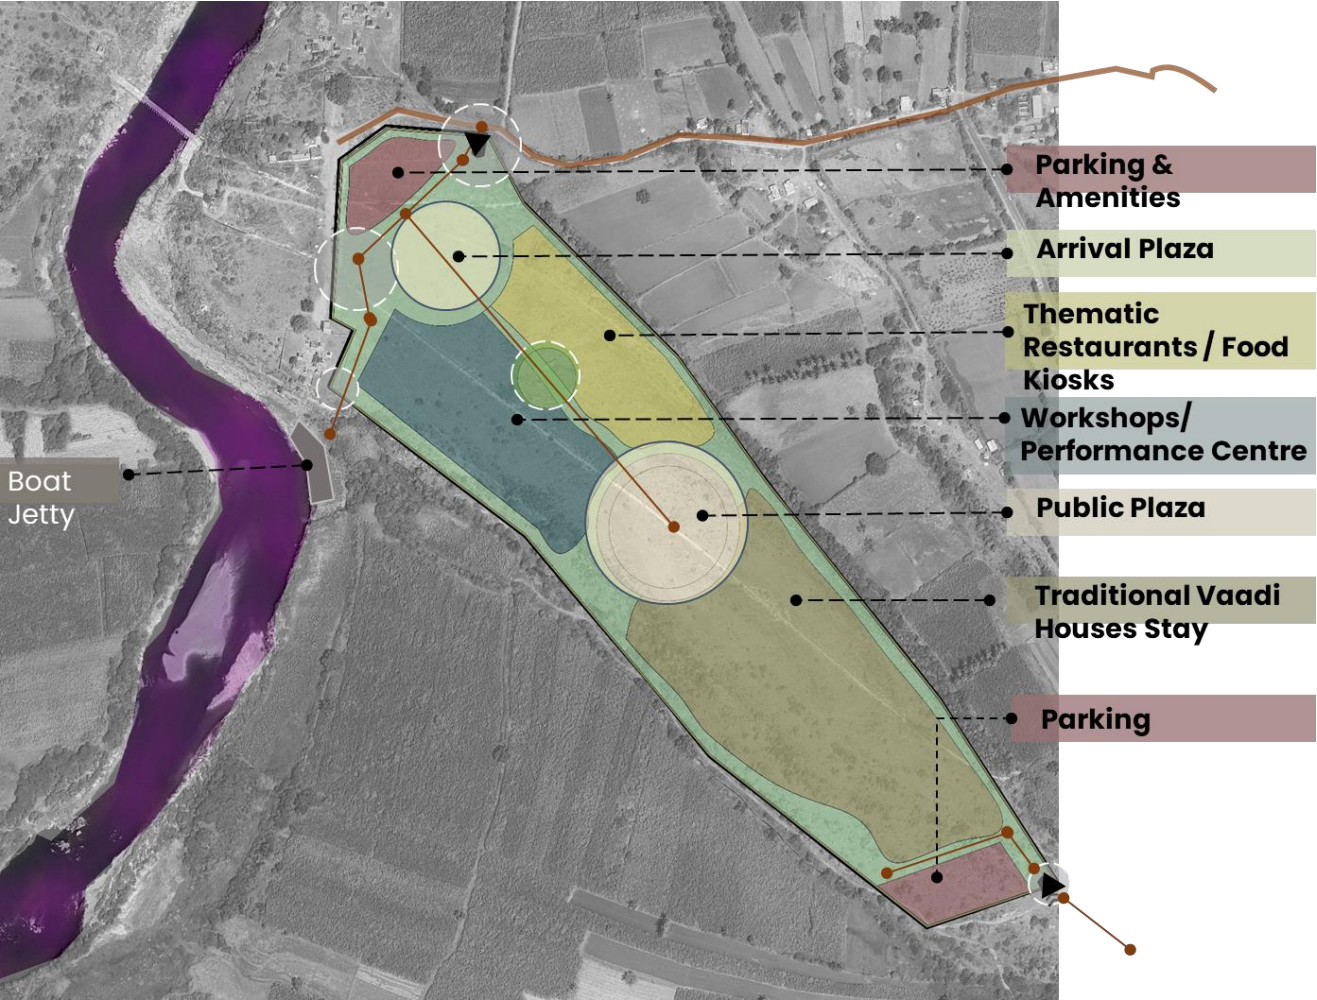 Parking &
Amenities
Arrival Plaza
Thematic
Restaurants / Food
Kiosks
Workshops/
Performance Centre
Public Plaza
Traditional Vaadi
Houses Stay
Parking
Boat
Jetty